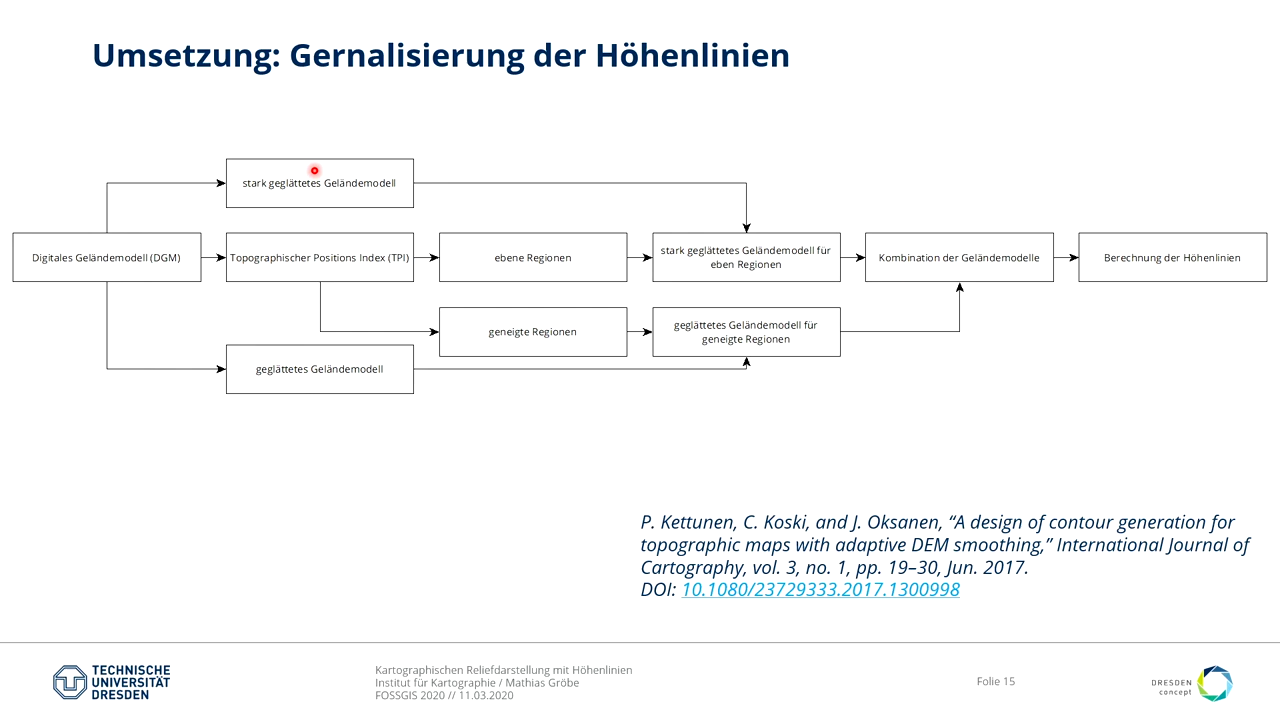 Umsetzung: Gernalisierung der Höhenlinien
stark geglättetes Geländemodell
Digitales Geländemodell (DGM)
Topographischer Positions Index (TPI)
ebene Regionen
stark geglättetes Geländemodell für
eben Regionen
Kombination der Geländemodelle
Berechnung der Höhenlinien
geneigte Regionen
geglättetes Geländemodell für
geneigte Regionen
geglättetes Geländemodell
P. Kettunen, C. Koski, and J. Oksanen, “A design of contour generation for
topographic maps with adaptive DEM smoothing,” International Journal of
Cartography, vol. 3, no. 1, pp. 19–30, Jun. 2017.
DOI: 10.1080/23729333.2017.1300998
TECHNISCHE
UNIVERSITÄT
DRESDEN
Kartographischen Reliefdarstellung mit Höhenlinien
Institut für Kartographie / Mathias Gröbe
FOSSGIS 2020 // 11.03.2020
Folie 15
DRESDEN
concept